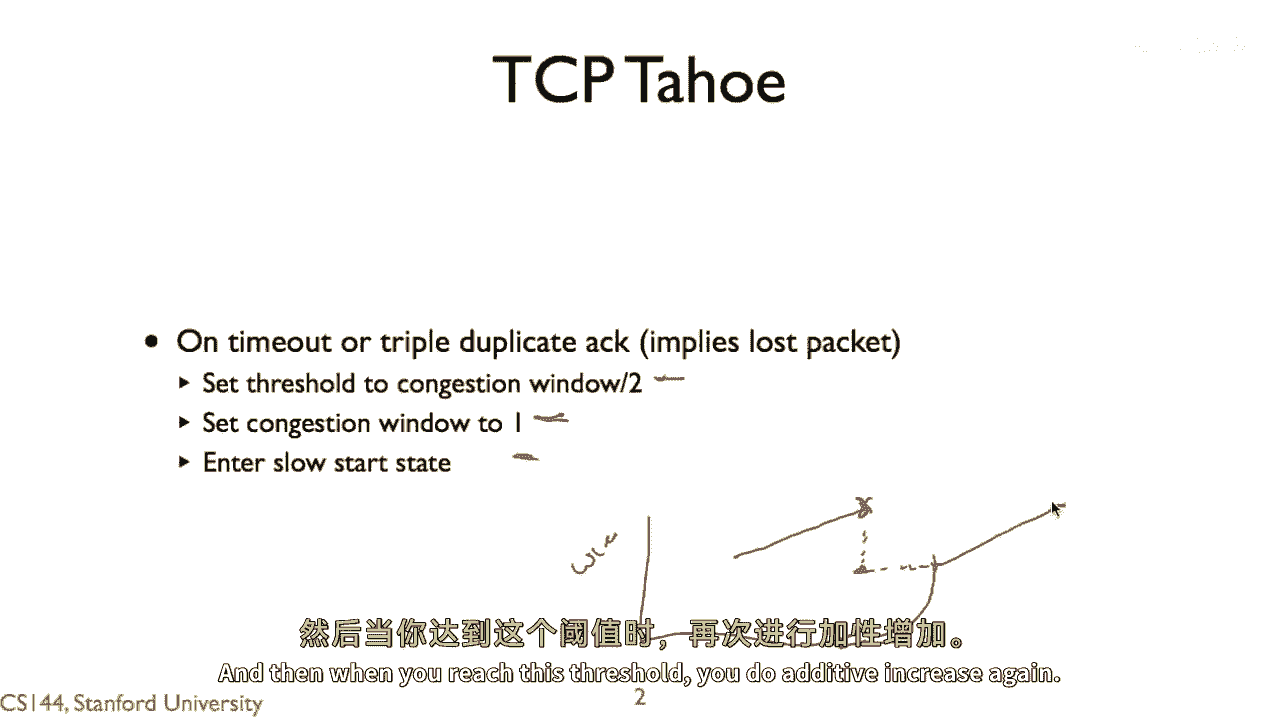 TCP Tahoe
• On timeout or triple duplicate ack (implies lost packet)
▸ Set threshold to congestion window/2
▸ Set congestion window to 1
▸ Enter slow start state
然后当你达到这个阈值时，再次进行加性增加。
And then when you reach this threshold, you do additive increase again.
CS144, Stanford University
2